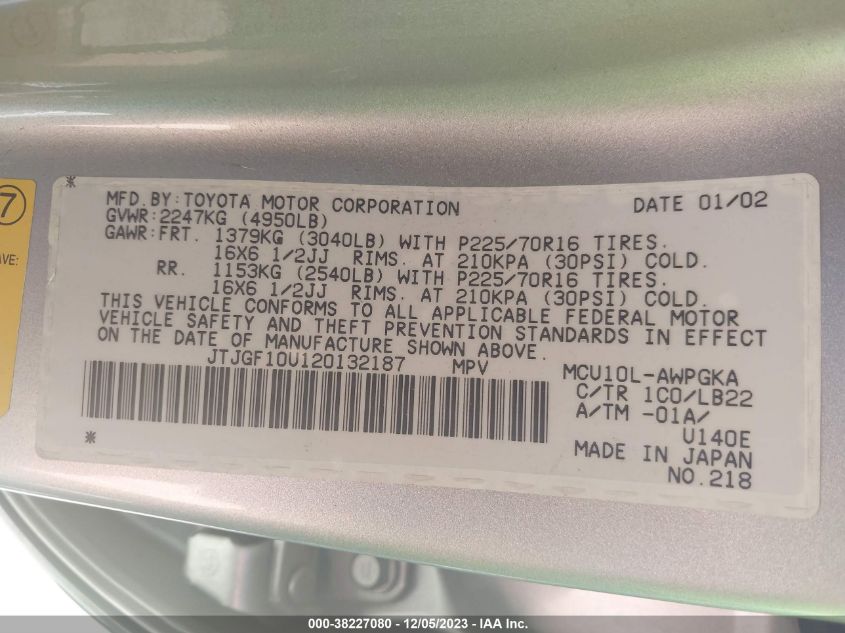 7
AVE:
* MFD.BY:TOYOTA MOTOR CORPORATION DATE 01/02
GVWR:2247KG (4950LB)
GAWR:FRT. 1379KG (3040LB) WITH P225/70R16 TIRES.
16X6 1/2JJ RIMS. AT 210KPA (30PSI) COLD.
RR. 1153KG (2540LB) WITH P225/70R16 TIRES.
16X6 1/2JJ RIMS. AT 210KPA (30PSI) COLD.
THIS VEHICLE CONFORMS TO ALL APPLICABLE FEDERAL MOTOR
VEHICLE SAFETY AND THEFT PREVENTION STANDARDS IN EFFECT
ON THE DATE OF MANUFACTURE SHOWN ABOVE.
JTJGF10U120132187 MPV
MCU10L-AWPGKA
C/TR 1C0/LB22
A/TM -01A/
U140E
MADE IN JAPAN
*
NO.218
000-38227080 - 12/05/2023 - IAA Inc.